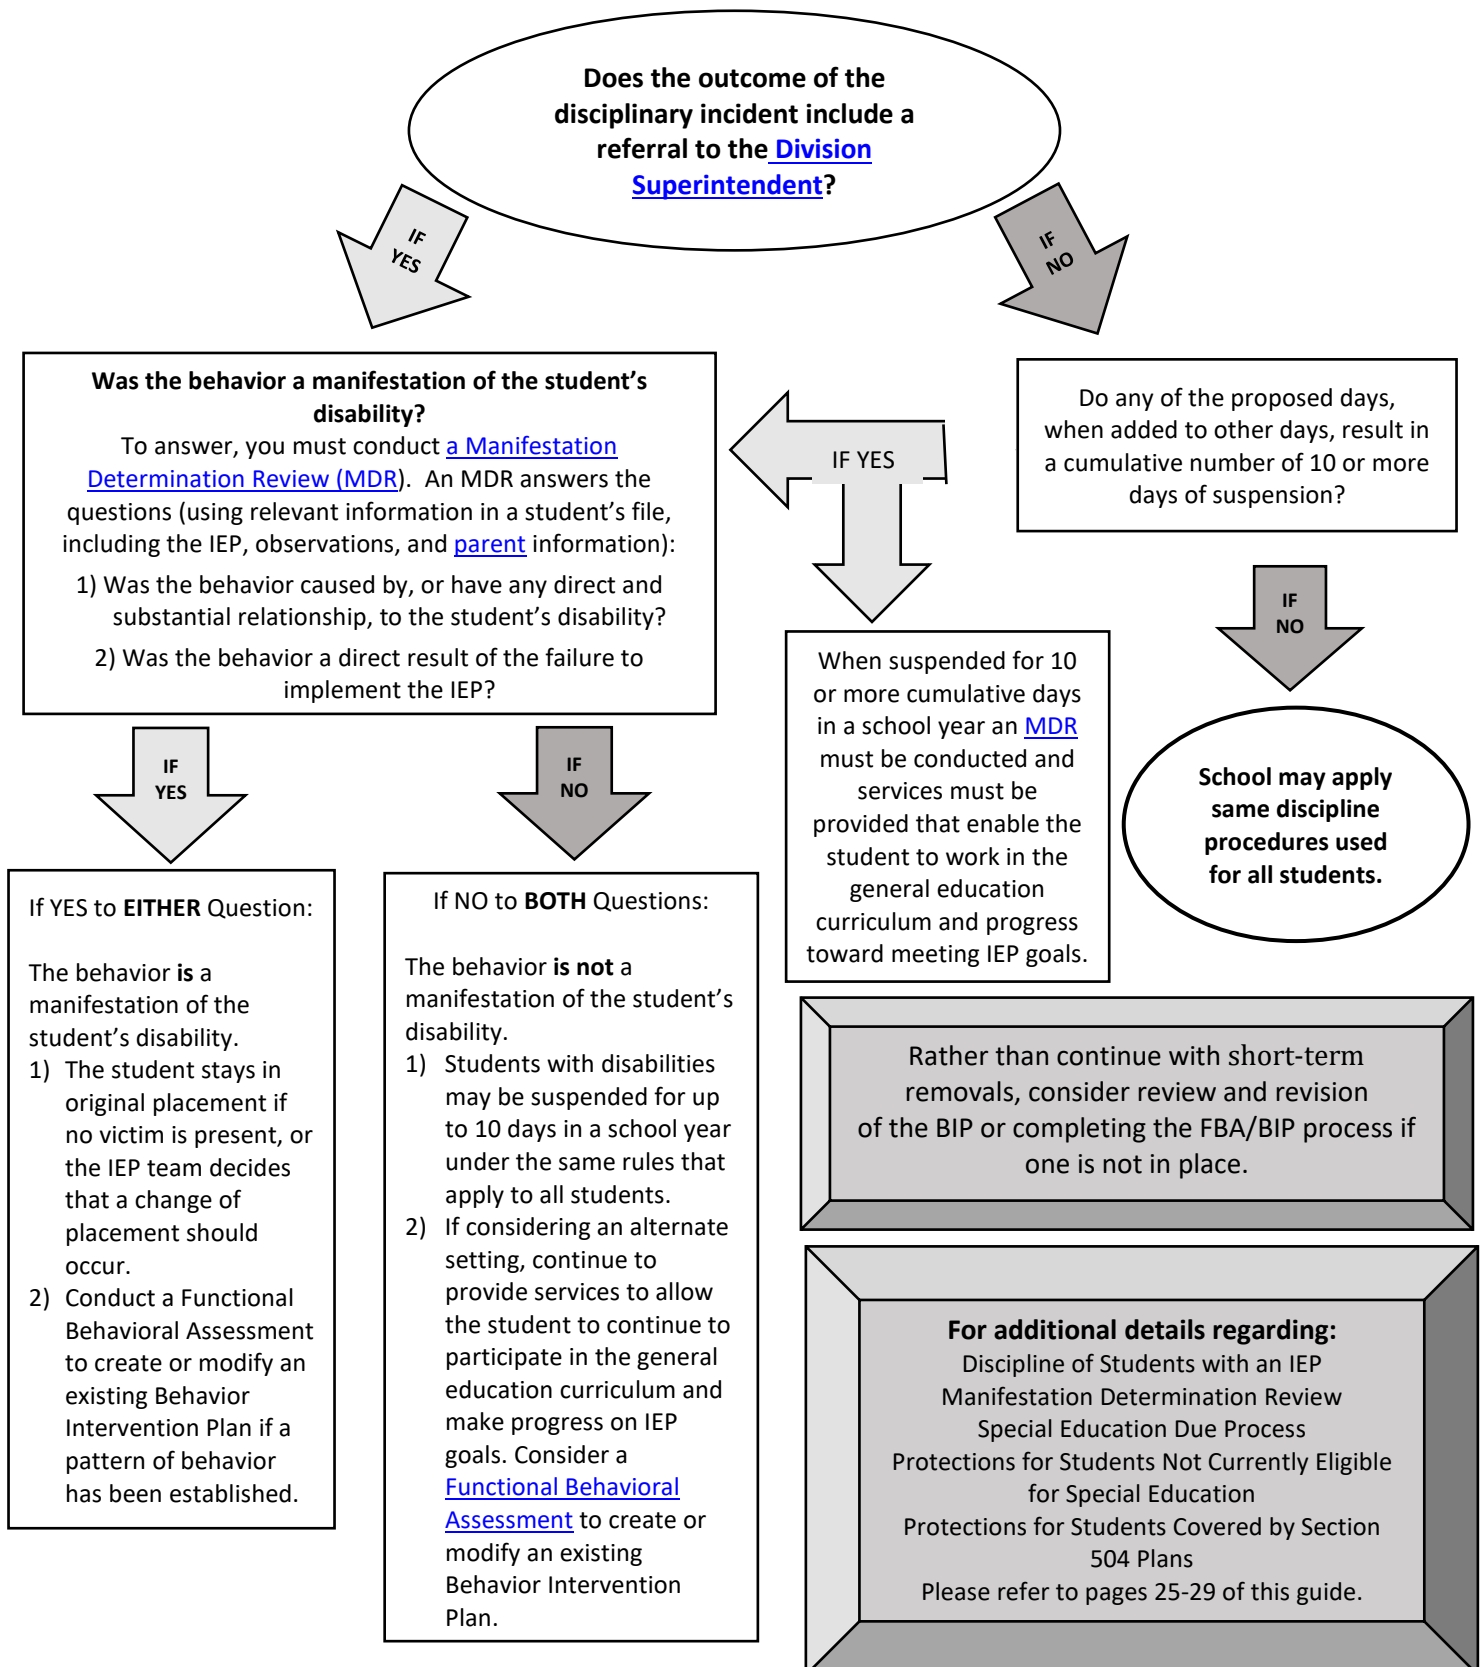 Does the outcome of the
disciplinary incident include a
referral to the Division
Superintendent?
IF
YES
IF
NO
Was the behavior a manifestation of the student’s
disability?
To answer, you must conduct a Manifestation
Determination Review (MDR).  An MDR answers the
questions (using relevant information in a student’s file,
including the IEP, observations, and parent information):
1) Was the behavior caused by, or have any direct and
substantial relationship, to the student’s disability?
2) Was the behavior a direct result of the failure to
implement the IEP?
IF YES
Do any of the proposed days,
when added to other days, result in
a cumulative number of 10 or more
days of suspension?
IF
NO
When suspended for 10
or more cumulative days
in a school year an MDR
must be conducted and
services must be
provided that enable the
student to work in the
general education
curriculum and progress
toward meeting IEP goals.
School may apply
same discipline
procedures used
for all students.
IF
YES
IF
NO
If YES to EITHER Question:
The behavior is a
manifestation of the
student’s disability.
1) The student stays in
original placement if
no victim is present, or
the IEP team decides
that a change of
placement should
occur.
2) Conduct a Functional
Behavioral Assessment
to create or modify an
existing Behavior
Intervention Plan if a
pattern of behavior
has been established.
If NO to BOTH Questions:
The behavior is not a
manifestation of the student’s
disability.
1) Students with disabilities
may be suspended for up
to 10 days in a school year
under the same rules that
apply to all students.
2) If considering an alternate
setting, continue to
provide services to allow
the student to continue to
participate in the general
education curriculum and
make progress on IEP
goals. Consider a
Functional Behavioral
Assessment to create or
modify an existing
Behavior Intervention
Plan.
Rather than continue with short-term
removals, consider review and revision
of the BIP or completing the FBA/BIP process if
one is not in place.
For additional details regarding:
Discipline of Students with an IEP
Manifestation Determination Review
Special Education Due Process
Protections for Students Not Currently Eligible
for Special Education
Protections for Students Covered by Section
504 Plans
Please refer to pages 25-29 of this guide.